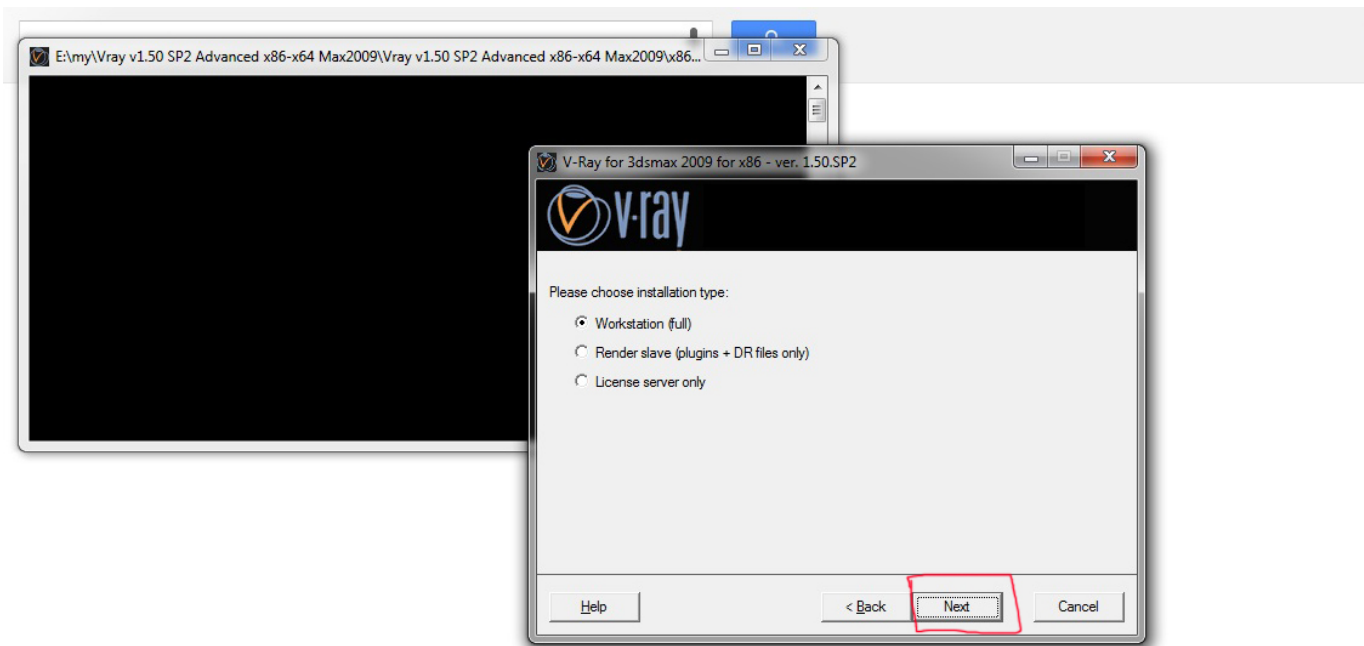 E:\my\Vray v1.50 SP2 Advanced x86-x64 Max2009\Vray v1.50 SP2 Advanced x86-x64 Max2009\x86...
V-Ray for 3dsmax 2009 for x86 - ver. 1.50.SP2
v·ray
Please choose installation type:
Workstation (full)
Render slave (plugins + DR files only)
License server only
Help
< Back
Next
Cancel